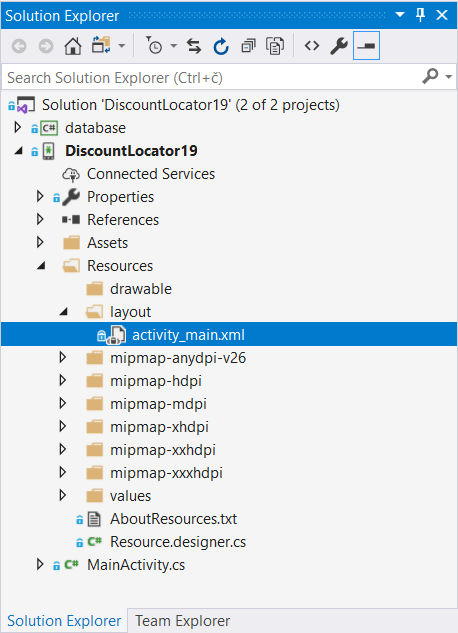 Solution Explorer
Search Solution Explorer (Ctrl+č)
Solution 'DiscountLocator19' (2 of 2 projects)
C# database
DiscountLocator19
Connected Services
Properties
References
Assets
Resources
drawable
layout
activity_main.xml
mipmap-anydpi-v26
mipmap-hdpi
mipmap-mdpi
mipmap-xhdpi
mipmap-xxhdpi
mipmap-xxxhdpi
values
AboutResources.txt
C# Resource.designer.cs
C# MainActivity.cs
Solution Explorer Team Explorer